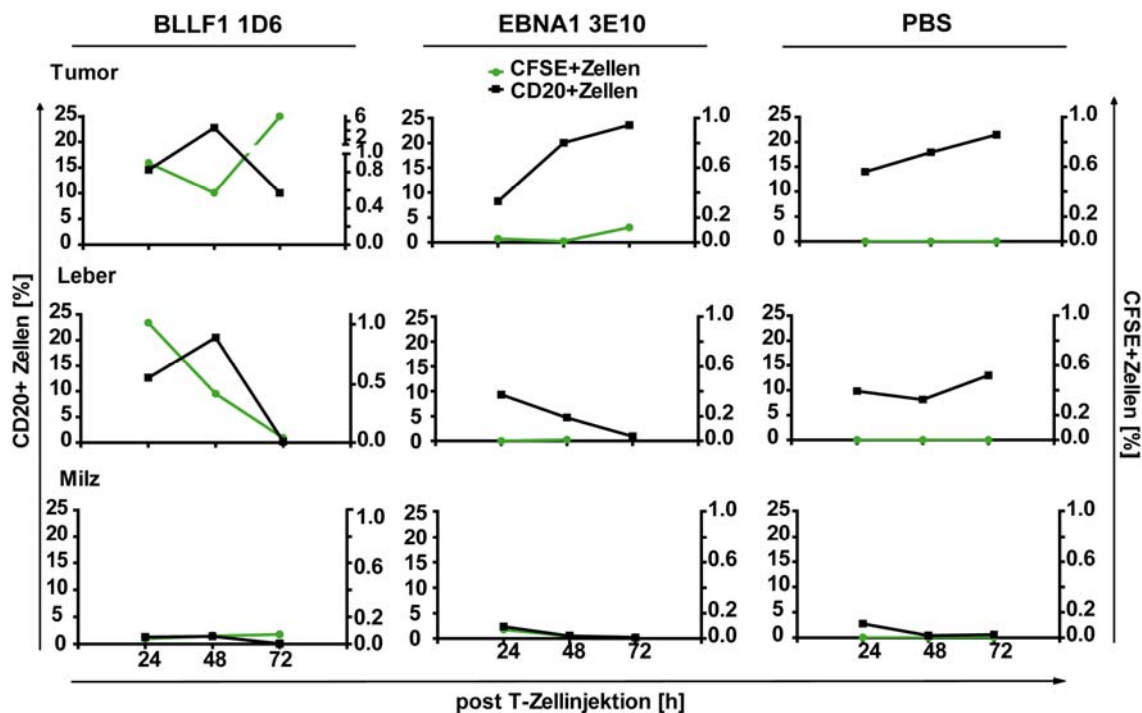 BLLF1 1D6 EBNA1 3E10 PBS
Tumor
CFSE+Zellen
CD20+Zellen
25 20 15 10 5 0
6 2 1.0 0.8 0.4 0.0
25 20 15 10 5 0
1.0 0.6 0.2 0.0
25 20 15 10 5 0
1.0 0.6 0.2 0.0
Leber
25 20 15 10 5 0
1.0 0.5 0.0
25 20 15 10 5 0
1.0 0.6 0.2 0.0
25 20 15 10 5 0
1.0 0.6 0.2 0.0
Milz
25 20 15 10 5 0
1.0 0.6 0.2 0.0
25 20 15 10 5 0
1.0 0.6 0.2 0.0
25 20 15 10 5 0
1.0 0.6 0.2 0.0
24 48 72 24 48 72 24 48 72
CD20+ Zellen [%]
CFSE+Zellen [%]
post T-Zellinjektion [h]